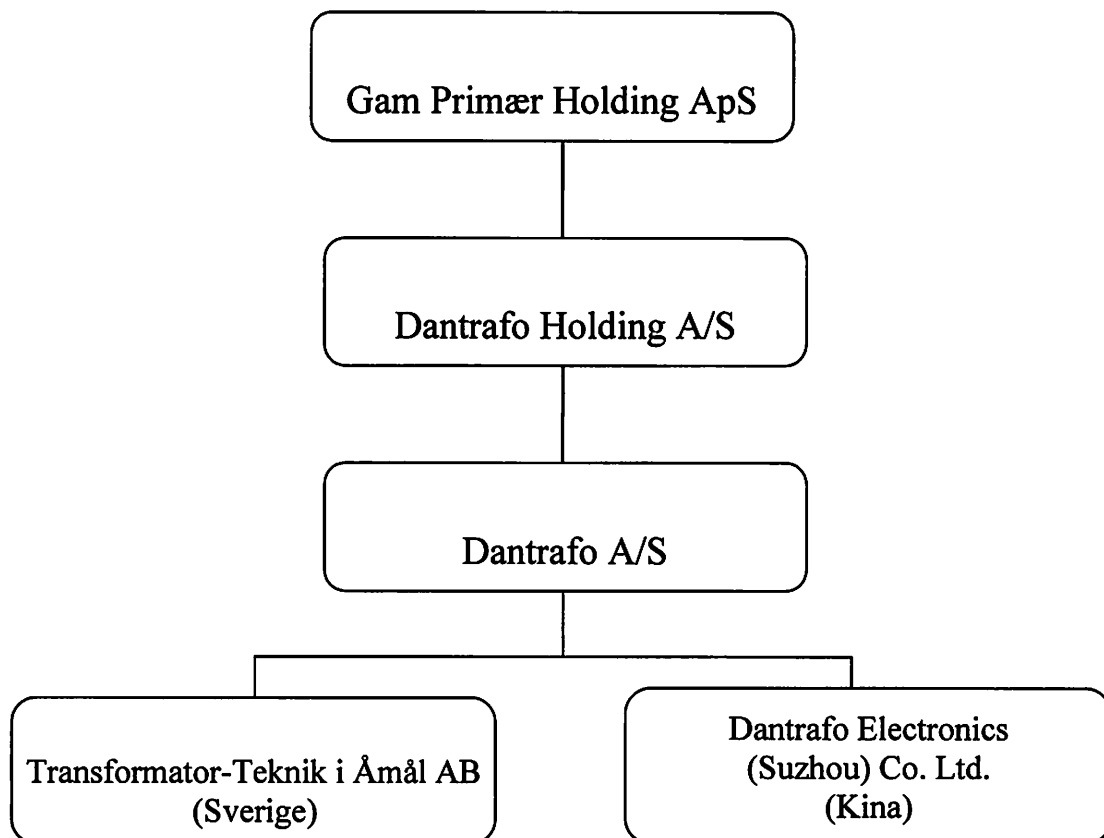 Gam Primær Holding ApS
Dantrafo Holding A/S
Dantrafo A/S
Transformator-Teknik i Åmål AB
(Sverige)
Dantrafo Electronics
(Suzhou) Co. Ltd.
(Kina)